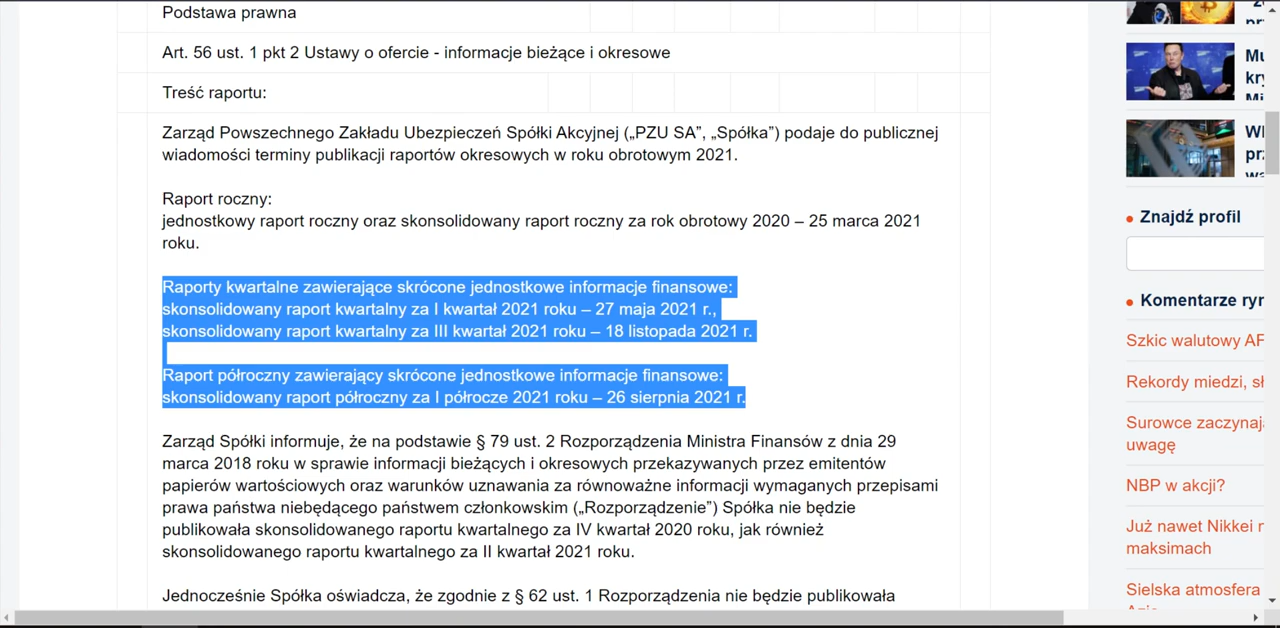 Podstawa prawna
Art. 56 ust. 1 pkt 2 Ustawy o ofercie - informacje bieżące i okresowe
Treść raportu:
Zarząd Powszechnego Zakładu Ubezpieczeń Spółki Akcyjnej („PZU SA”, „Spółka”) podaje do publicznej
wiadomości terminy publikacji raportów okresowych w roku obrotowym 2021.
Raport roczny:
jednostkowy raport roczny oraz skonsolidowany raport roczny za rok obrotowy 2020 – 25 marca 2021
roku.
Raporty kwartalne zawierające skrócone jednostkowe informacje finansowe:
skonsolidowany raport kwartalny za I kwartał 2021 roku – 27 maja 2021 r.,
skonsolidowany raport kwartalny za III kwartał 2021 roku – 18 listopada 2021 r.
Raport półroczny zawierający skrócone jednostkowe informacje finansowe:
skonsolidowany raport półroczny za I półrocze 2021 roku – 26 sierpnia 2021 r.
Zarząd Spółki informuje, że na podstawie § 79 ust. 2 Rozporządzenia Ministra Finansów z dnia 29
marca 2018 roku w sprawie informacji bieżących i okresowych przekazywanych przez emitentów
papierów wartościowych oraz warunków uznawania za równoważne informacji wymaganych przepisami
prawa państwa niebędącego państwem członkowskim („Rozporządzenie”) Spółka nie będzie
publikowała skonsolidowanego raportu kwartalnego za IV kwartał 2020 roku, jak również
skonsolidowanego raportu kwartalnego za II kwartał 2021 roku.
Jednocześnie Spółka oświadcza, że zgodnie z § 62 ust. 1 Rozporządzenia nie będzie publikowała
Mu
kry
Wh
prz
Znajdź profil
Komentarze ryn
Szkic walutowy AF
Rekordy miedzi, sł
Surowce zaczynają
uwagę
NBP w akcji?
Już nawet Nikkei n
maksimach
Sielska atmosfera